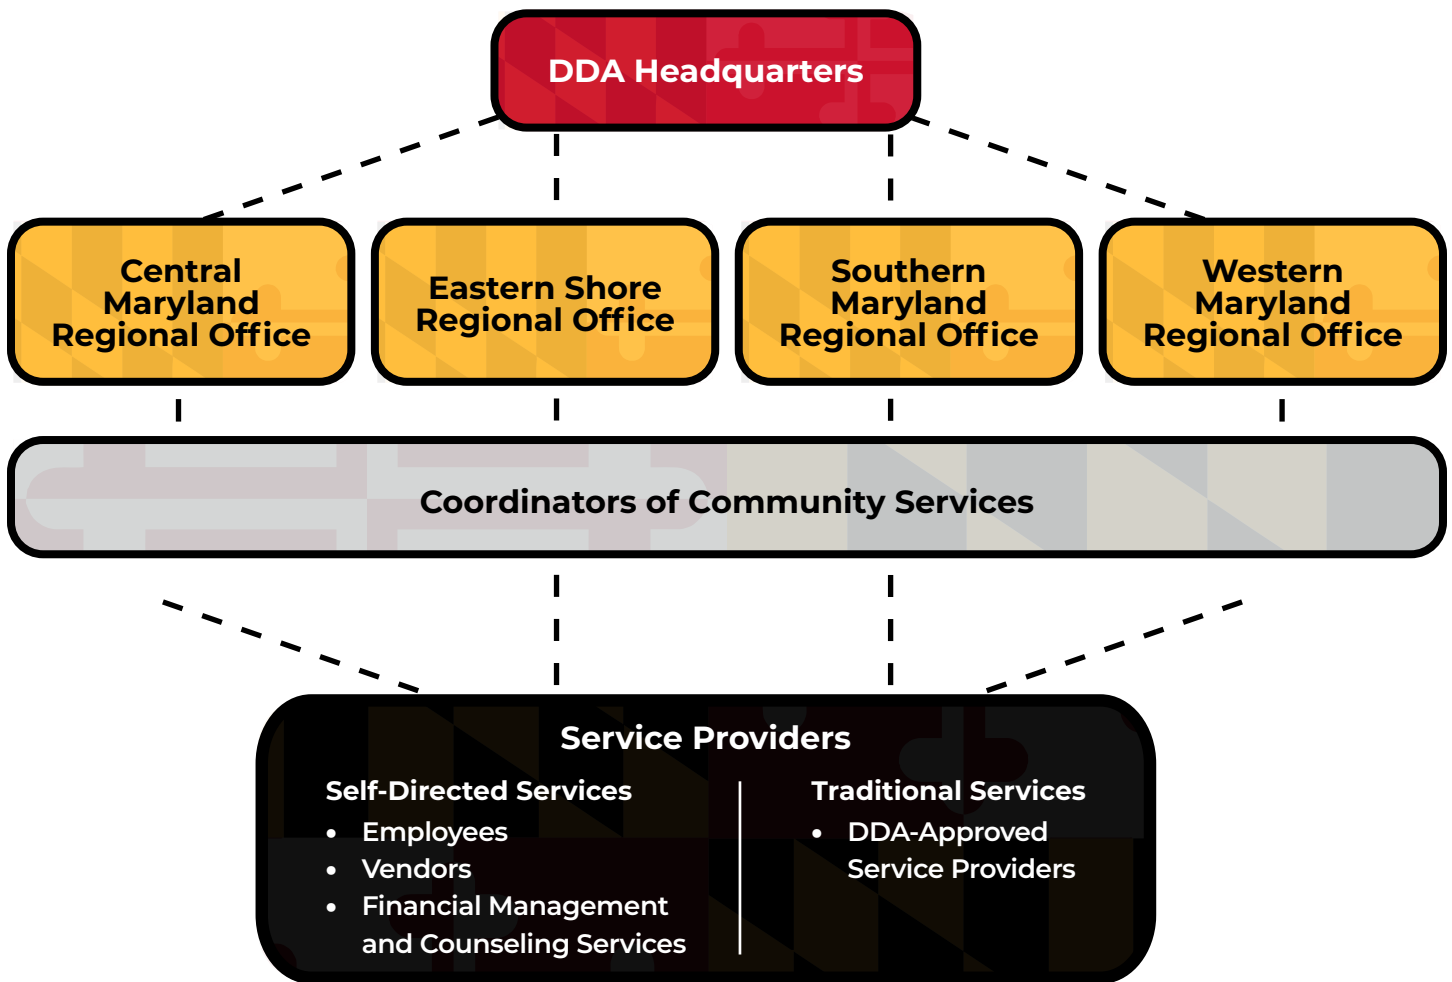 DDA Headquarters
Central
Maryland
Regional Office
Eastern Shore
Regional Office
Southern
Maryland
Regional Office
Western
Maryland
Regional Office
Coordinators of Community Services
Service Providers
Self-Directed Services
• Employees
• Vendors
• Financial Management
and Counseling Services
Traditional Services
• DDA-Approved
Service Providers